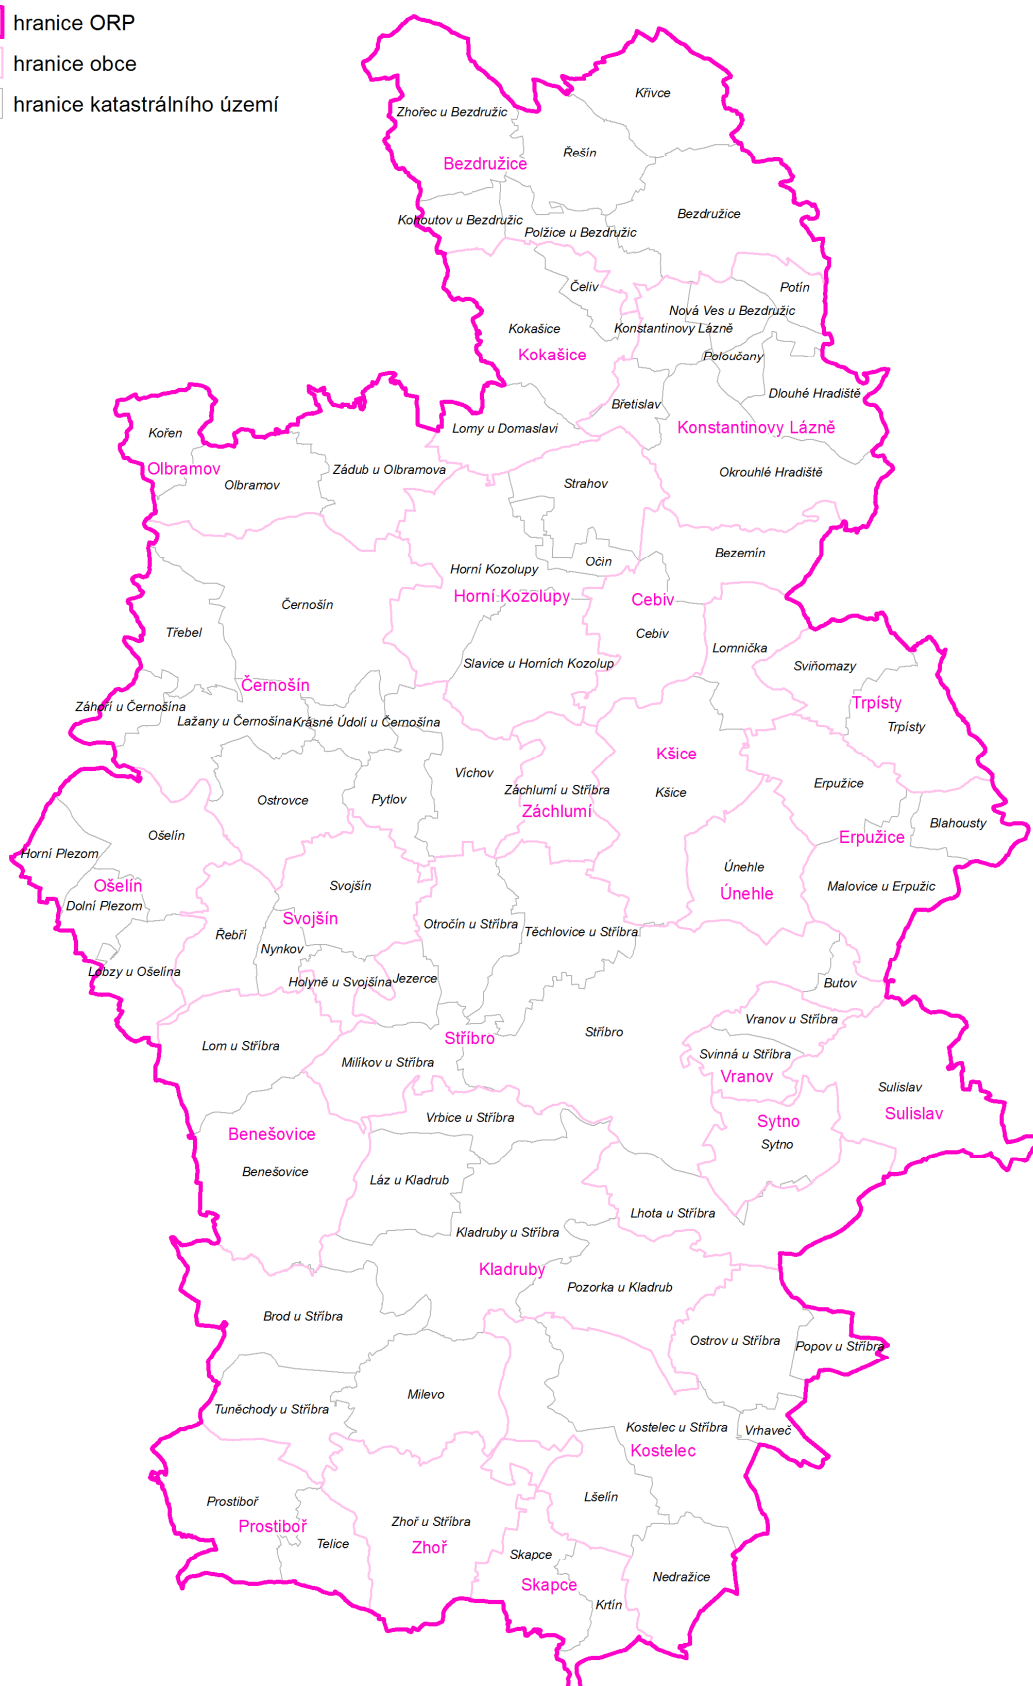 hranice ORP
hranice obce
hranice katastrálního území
Křivce
Zhořec u Bezdružic
Řešín
Bezdružice
Bezdružice
Kohoutov u Bezdružic
Polžice u Bezdružic
Čeliv
Potín
Nová Ves u Bezdružic
Kokašice
Konstantinovy Lázně
Kokašice
Poloučany
Dlouhé Hradiště
Břetislav
Lomy u Domaslavi
Konstantinovy Lázně
Kořen
Olbramov
Zádub u Olbramova
Olbramov
Strahov
Okrouhlé Hradiště
Bezemín
Očín
Horní Kozolupy
Horní Kozolupy
Cebiv
Černošín
Třebel
Cebiv
Lomnička
Slavice u Horních Kozolup
Sviňomazy
Černošín
Trpísty
Záhoří u Černošína
Lažany u Černošína
Krásné Údolí u Černošína
Trpísty
Kšice
Víchov
Erpužice
Záchlumí u Stříbra
Kšice
Ostrovce
Pytlov
Záchlumí
Blahousty
Ošelín
Erpužice
Horní Plezom
Únehle
Ošelín
Svojšín
Únehle
Malovice u Erpužic
Dolní Plezom
Svojšín
Otročín u Stříbra
Těchlovice u Stříbra
Řebří
Nynkov
Lobzy u Ošelína
Holyně u Svojšína
Jezerce
Butov
Vranov u Stříbra
Stříbro
Stříbro
Lom u Stříbra
Milíkov u Stříbra
Svinná u Stříbra
Vranov
Sulislav
Sulislav
Vrbice u Stříbra
Sytno
Benešovice
Sytno
Benešovice
Láz u Kladrub
Lhota u Stříbra
Kladruby u Stříbra
Kladruby
Pozorka u Kladrub
Brod u Stříbra
Ostrov u Stříbra
Popov u Stříbra
Milevo
Tuněchody u Stříbra
Kostelec u Stříbra
Vrhaveč
Kostelec
Lšelín
Prostiboř
Prostiboř
Zhoř u Stříbra
Telice
Zhoř
Skapce
Skapce
Nedražice
Krtín